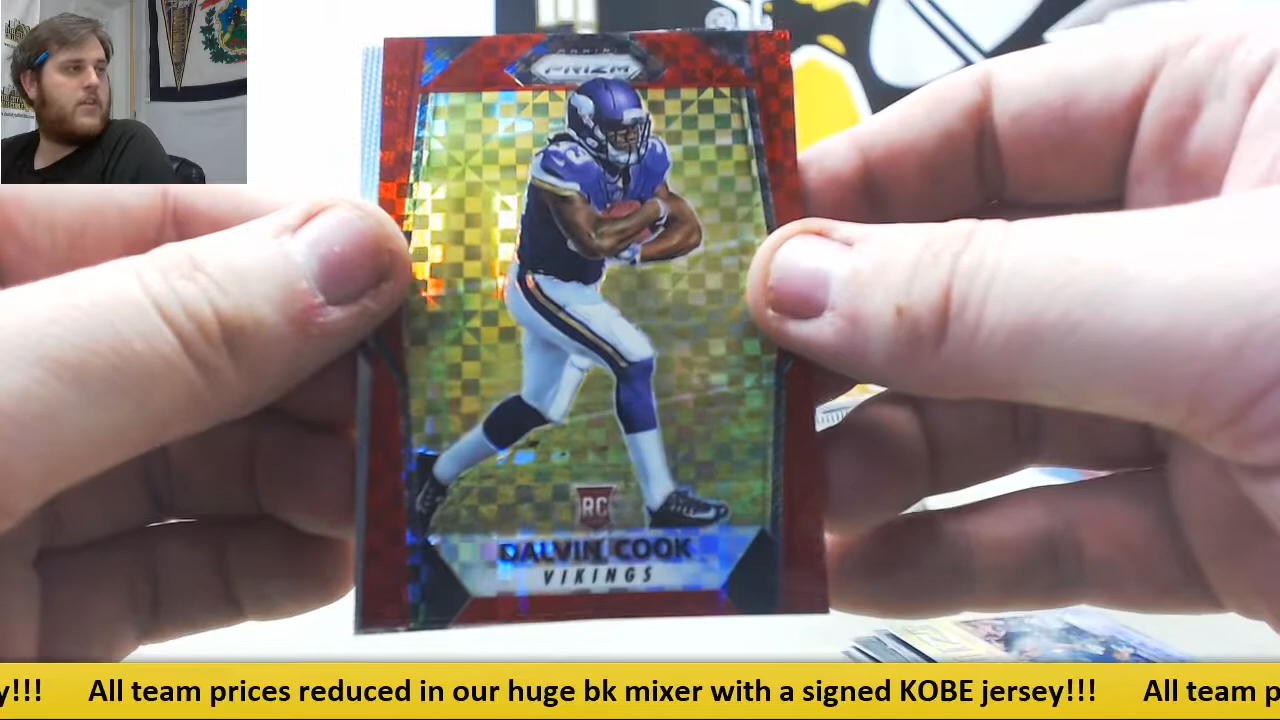 PANINI
PRIZM
RC
DALVIN COOK
VIKINGS
y!!! All team prices reduced in our huge bk mixer with a signed KOBE jersey!!! All team p